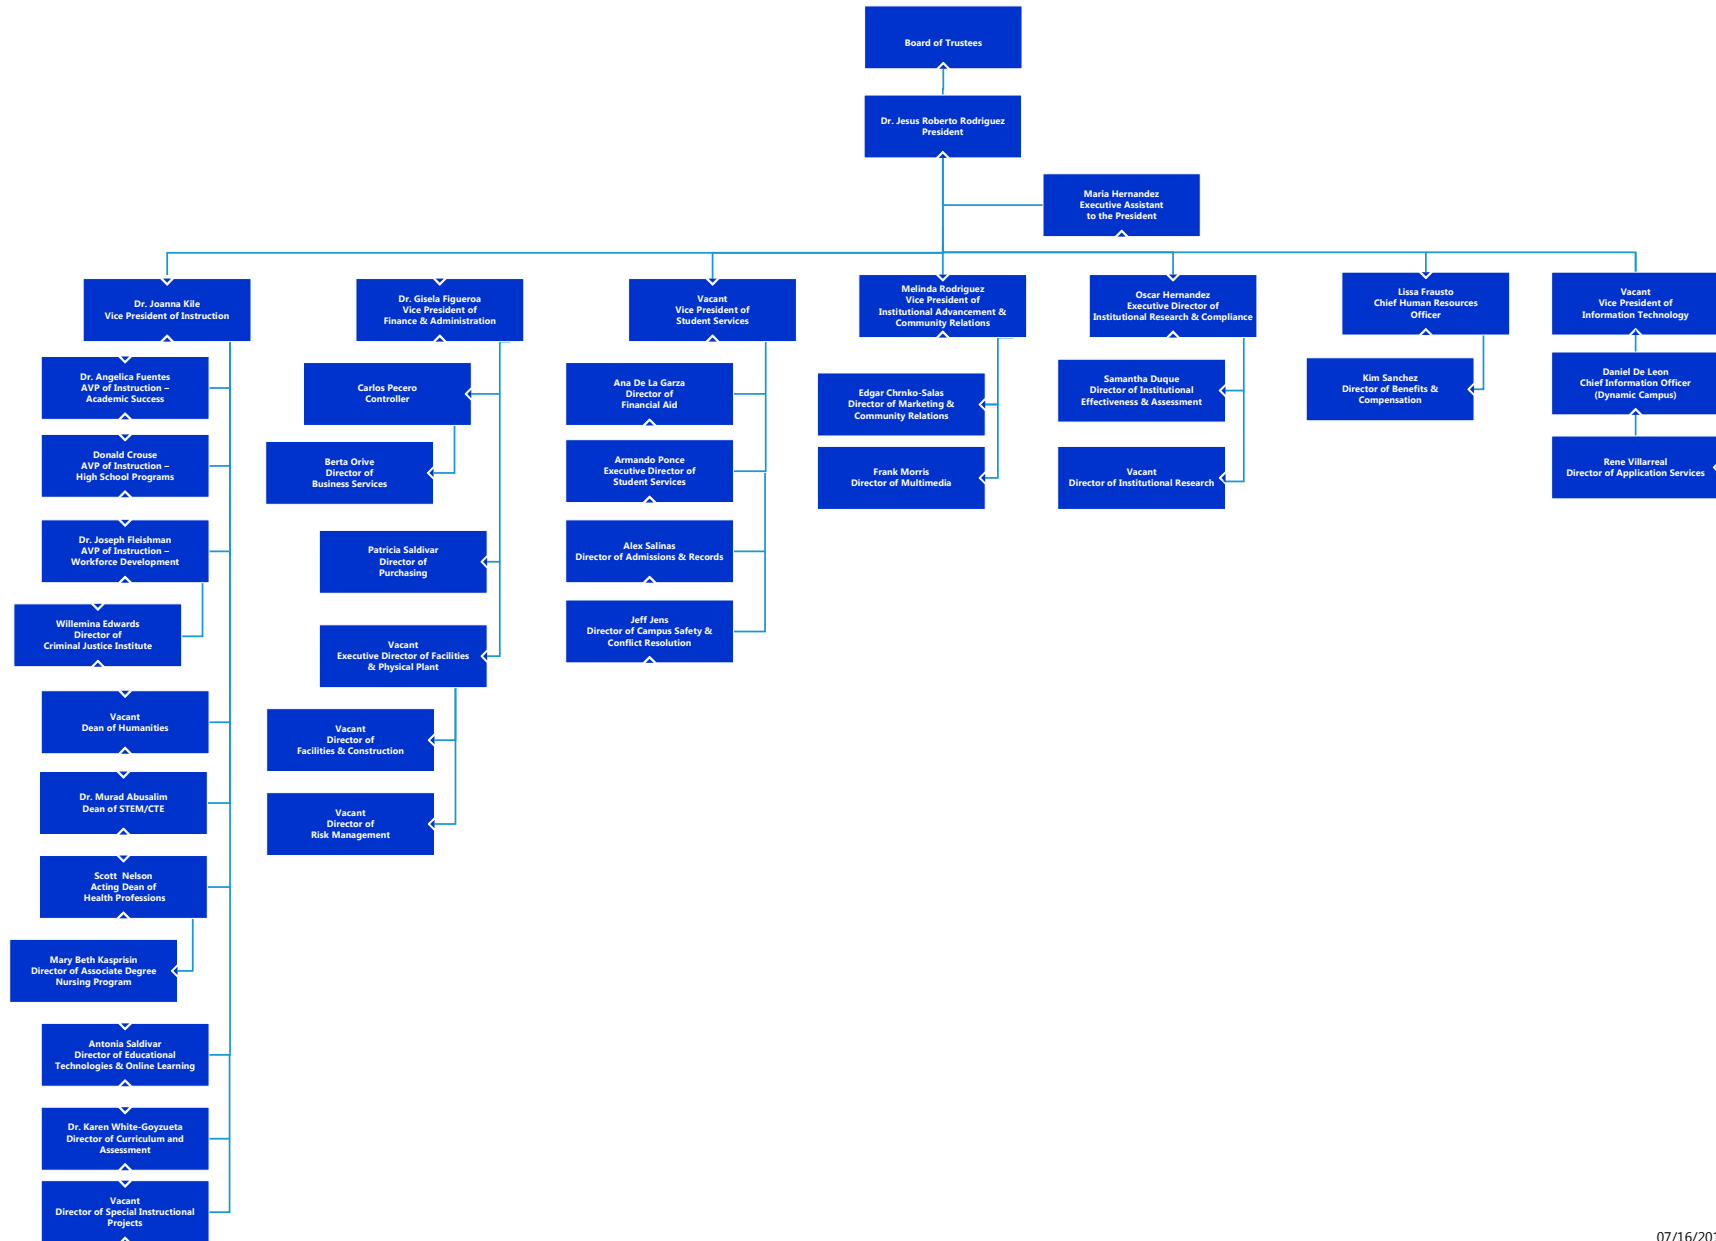 Board of Trustees
Dr. Jesus Roberto Rodriguez
President
Maria Hernandez
Executive Assistant
to the President
Dr. Joanna Kile
Vice President of Instruction
Dr. Angelica Fuentes
AVP of Instruction –
Academic Success
Donald Crouse
AVP of Instruction –
High School Programs
Dr. Joseph Fleishman
AVP of Instruction –
Workforce Development
Willemina Edwards
Director of
Criminal Justice Institute
Vacant
Dean of Humanities
Dr. Murad Abusalim
Dean of STEM/CTE
Scott Nelson
Acting Dean of
Health Professions
Mary Beth Kasprisin
Director of Associate Degree
Nursing Program
Antonia Saldivar
Director of Educational
Technologies & Online Learning
Dr. Karen White-Goyzueta
Director of Curriculum and
Assessment
Vacant
Director of Special Instructional
Projects
Dr. Gisela Figueroa
Vice President of
Finance & Administration
Carlos Pecero
Controller
Berta Orive
Director of
Business Services
Patricia Saldivar
Director of
Purchasing
Vacant
Executive Director of Facilities
& Physical Plant
Vacant
Director of
Facilities & Construction
Vacant
Director of
Risk Management
Vacant
Vice President of
Student Services
Ana De La Garza
Director of
Financial Aid
Armando Ponce
Executive Director of
Student Services
Alex Salinas
Director of Admissions & Records
Jeff Jens
Director of Campus Safety &
Conflict Resolution
Melinda Rodriguez
Vice President of
Institutional Advancement &
Community Relations
Edgar Chrnko-Salas
Director of Marketing &
Community Relations
Frank Morris
Director of Multimedia
Oscar Hernandez
Executive Director of
Institutional Research & Compliance
Samantha Duque
Director of Institutional
Effectiveness & Assessment
Vacant
Director of Institutional Research
Lissa Frausto
Chief Human Resources
Officer
Kim Sanchez
Director of Benefits &
Compensation
Vacant
Vice President of
Information Technology
Daniel De Leon
Chief Information Officer
(Dynamic Campus)
Rene Villarreal
Director of Application Services
07/16/201